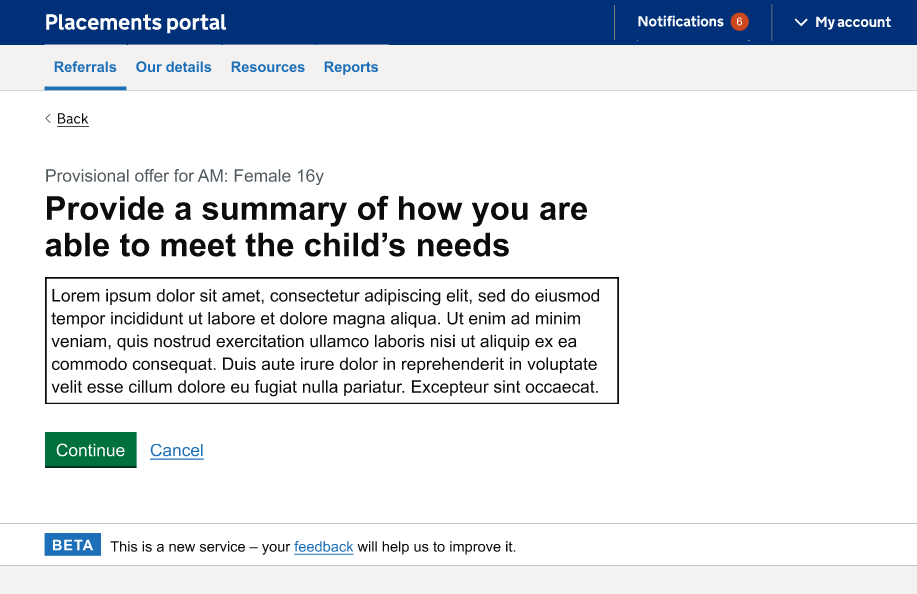 Placements portal
Notifications 6
My account
Referrals Our details Resources Reports
Back
Provisional offer for AM: Female 16y
Provide a summary of how you are
able to meet the child’s needs
Lorem ipsum dolor sit amet, consectetur adipiscing elit, sed do eiusmod
tempor incididunt ut labore et dolore magna aliqua. Ut enim ad minim
veniam, quis nostrud exercitation ullamco laboris nisi ut aliquip ex ea
commodo consequat. Duis aute irure dolor in reprehenderit in voluptate
velit esse cillum dolore eu fugiat nulla pariatur. Excepteur sint occaecat.
Continue Cancel
BETA This is a new service – your feedback will help us to improve it.